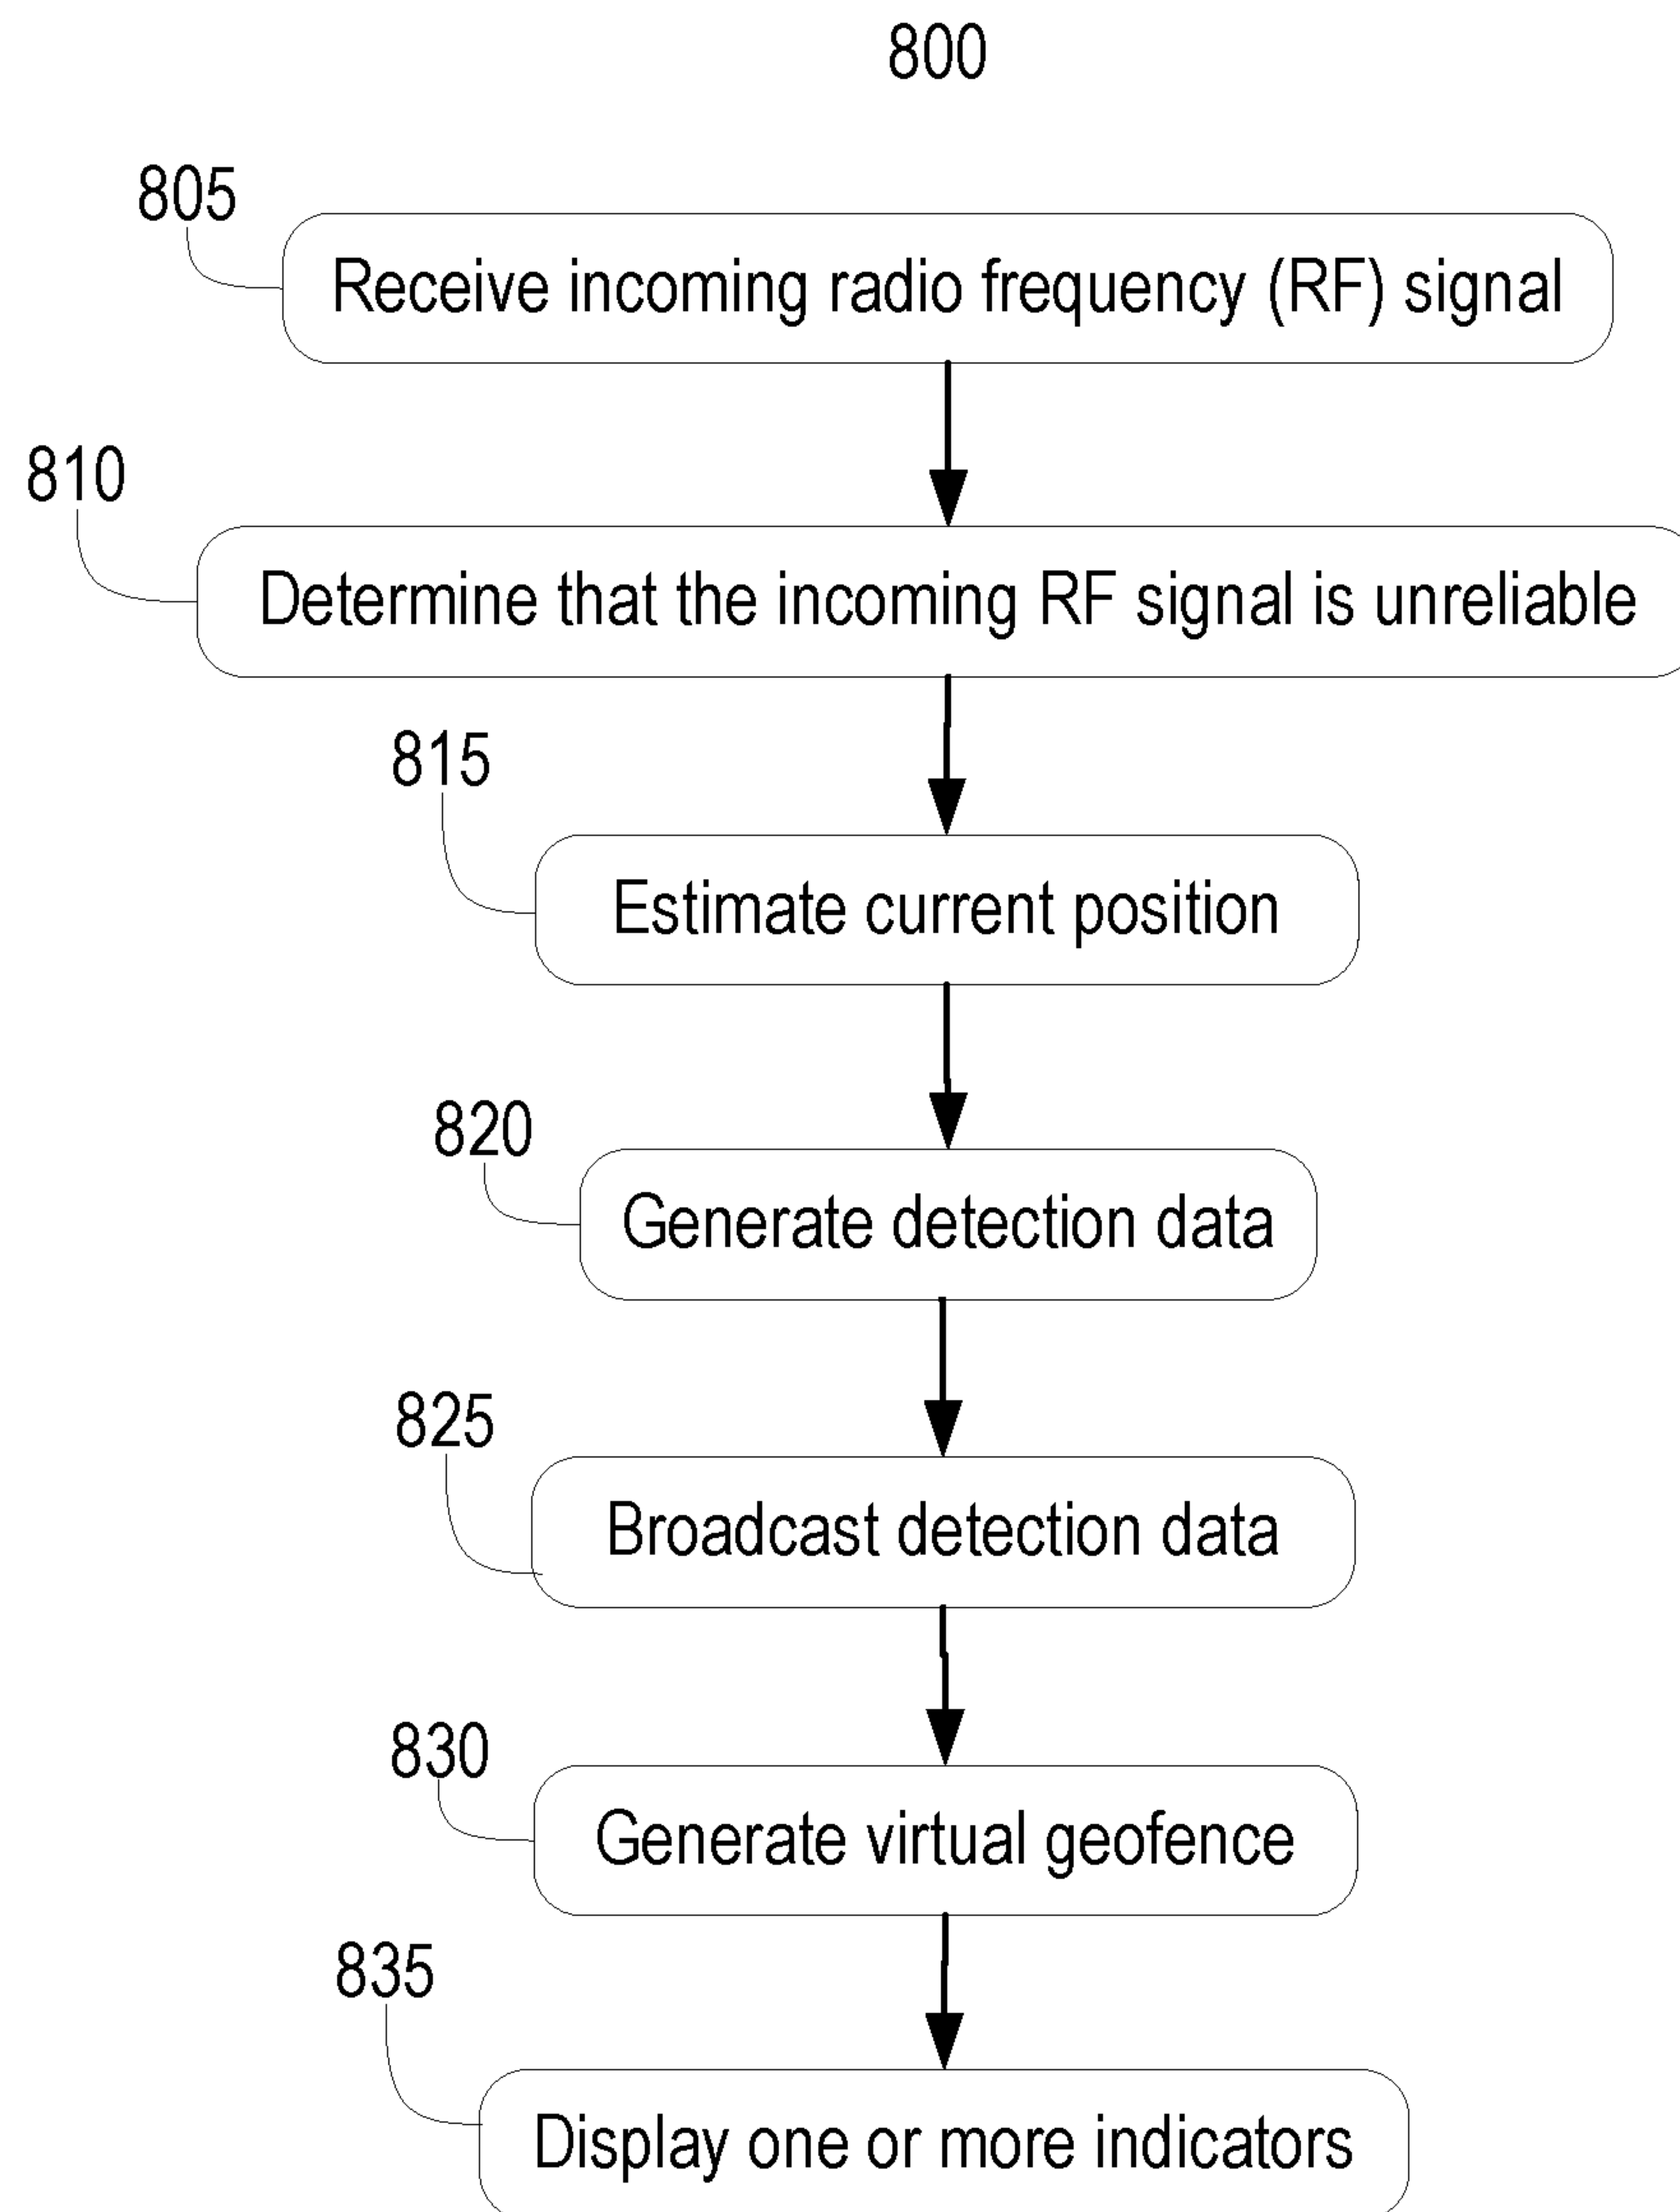 800
805
Receive incoming radio frequency (RF) signal
810
Determine that the incoming RF signal is unreliable
815
Estimate current position
820
Generate detection data
825
Broadcast detection data
830
Generate virtual geofence
835
Display one or more indicators